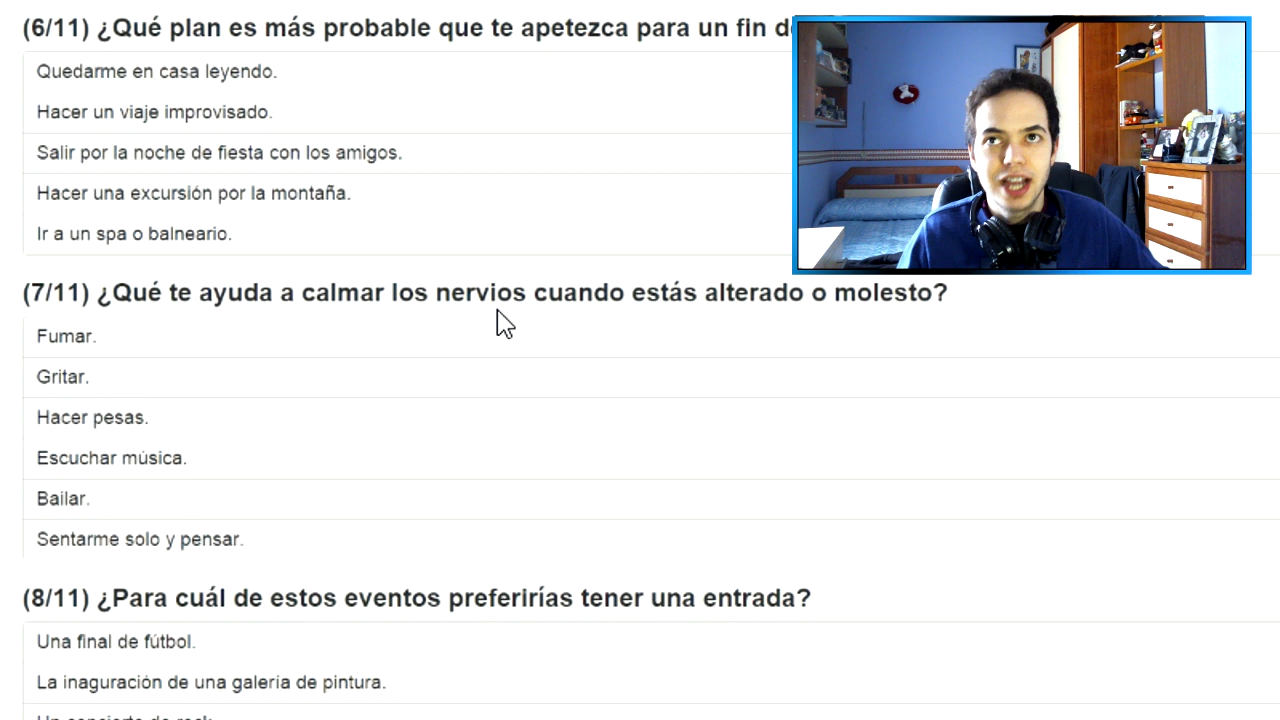 (6/11) ¿Qué plan es más probable que te apetezca para un fin
Quedarme en casa leyendo.
Hacer un viaje improvisado.
Salir por la noche de fiesta con los amigos.
Hacer una excursión por la montaña.
Ir a un spa o balneario.
(7/11) ¿Qué te ayuda a calmar los nervios cuando estás alterado o molesto?
Fumar.
Gritar.
Hacer pesas.
Escuchar música.
Bailar.
Sentarme solo y pensar.
(8/11) ¿Para cuál de estos eventos preferirías tener una entrada?
Una final de fútbol.
La inaguración de una galería de pintura.